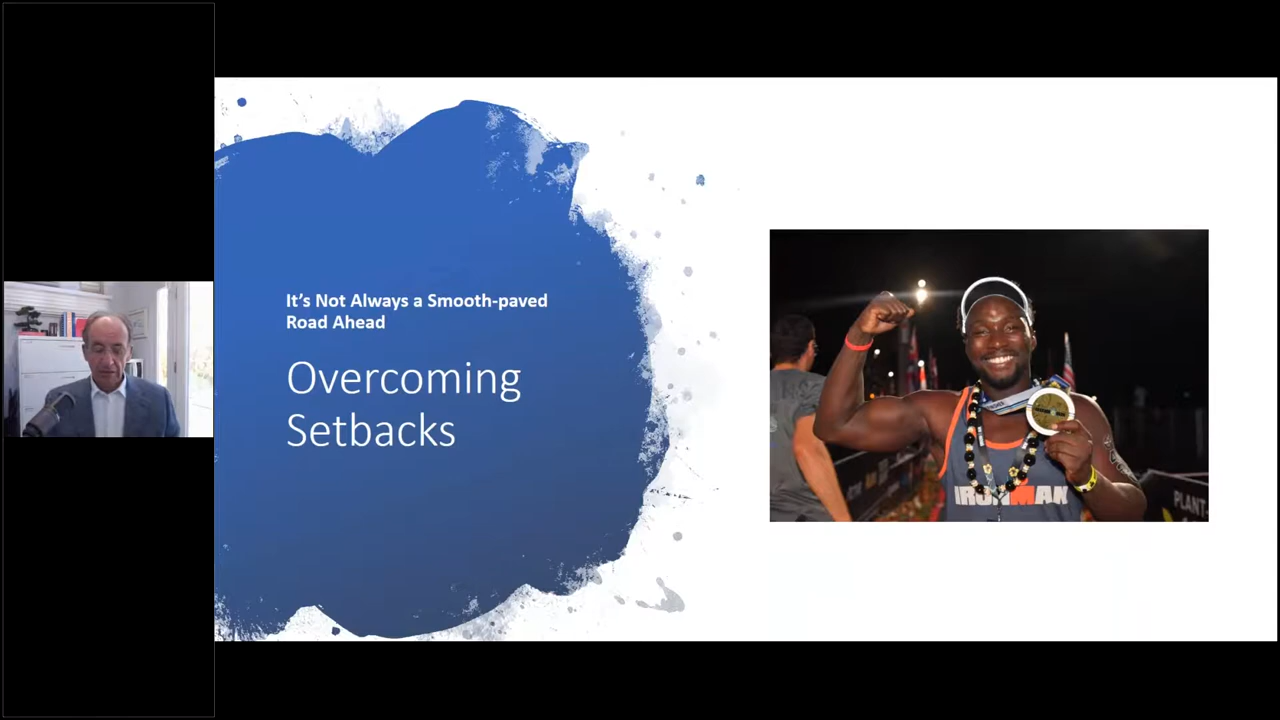 It's Not Always a Smooth-paved
Road Ahead
Overcoming
Setbacks
IRONMAN
PLANT-